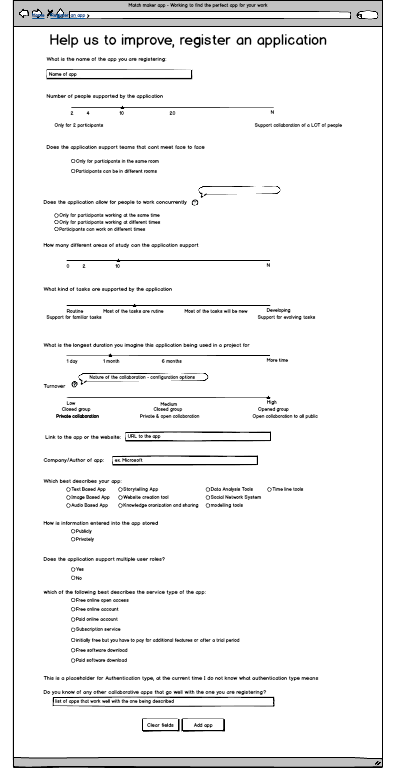 Match maker app - Working to find the perfect app for your work
Home > Register an app >
Help us to improve, register an application
What is the name of the app you are registering:
Name of app
Number of people supported by the application
2 4 10 20 N
Only for 2 participants Support collaboration of a LOT of people
Does the application support teams that cant meet face to face
Only for participants in the same room
Participants can be in different rooms
Does the application allow for people to work concurrently ?
Only for participants working at the same time
Only for participants working at different times
Participants can work on different times
How many different areas of study can the application support
0 2 10 N
What kind of tasks are supported by the application
Routine Most of the tasks are rutine Most of the tasks will be new Developing
Support for familiar tasks Support for evolving tasks
What is the longest duration you imagine this application being used in a project for
1 day 1 month 6 months More time
Nature of the collaboration - configuration options
Turnover ?
Low Medium High
Closed group Closed group Opened group
Private collaboration Private & open collaboration Open collaboration to all public
Link to the app or the website: URL to the app
Company/Author of app: ex. Microsoft
Which best describes your app:
Text Based App Storytelling App Data Analysis Tools Time line tools
Image Based App Website creation tool Social Network System
Audio Based App Knowledge oranization and sharing modelling tools
How is information entered into the app stored
Publicly
Privately
Does the application support multiple user roles?
Yes
No
which of the following best describes the service type of the app:
Free online open access
Free online account
Paid online account
Subscription service
Initially free but you have to pay for additional features or after a trial period
Free software download
Paid software download
This is a placeholder for Authentication type, at the current time I do not know what authentication type means
Do you know of any other collaborative apps that go well with the one you are registering?
list of apps that work well with the one being described
Clear fields Add app